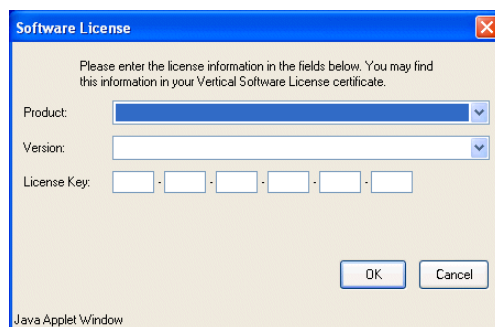 Software License
Please enter the license information in the fields below. You may find
this information in your Vertical Software License certificate.
Product:
Version:
License Key: - - - - -
OK Cancel
Java Applet Window